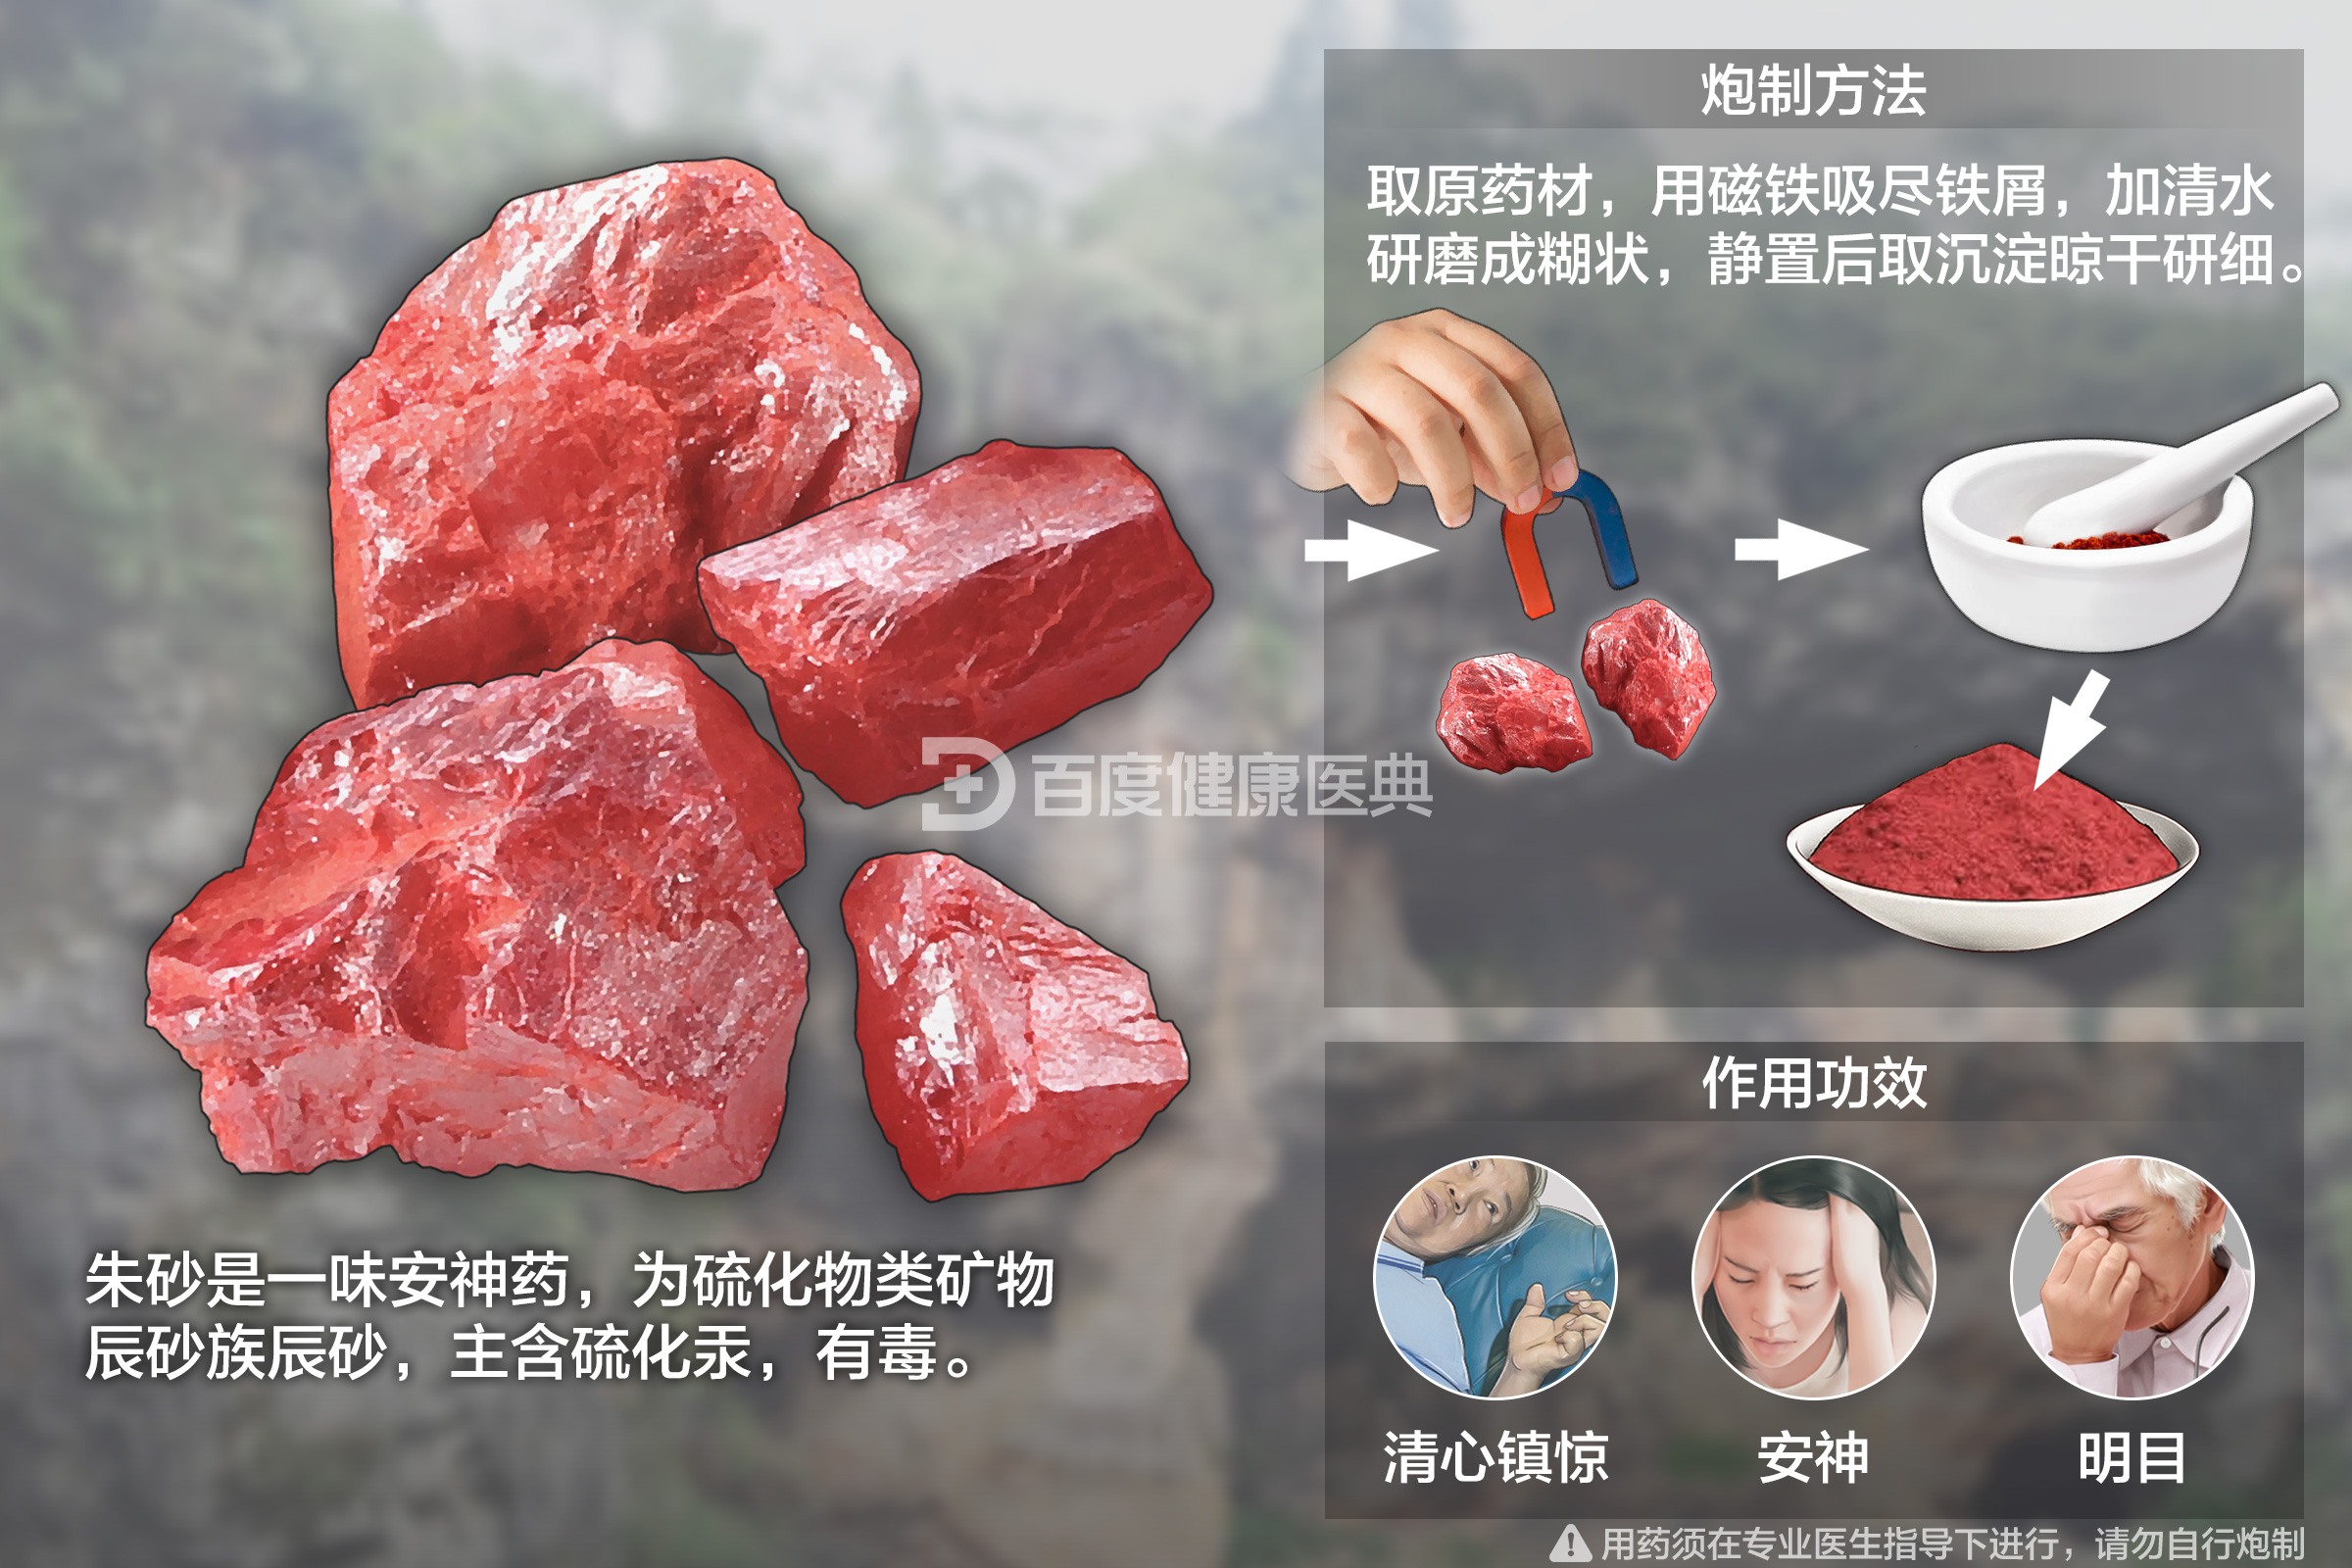 炮制方法
取原药材，用磁铁吸尽铁屑，加清水
研磨成糊状，静置后取沉淀晾干研细。
百度健康医典
朱砂是一味安神药，为硫化物类矿物
辰砂族辰砂，主含硫化汞，有毒。
作用功效
清心镇惊
安神
明目
用药须在专业医生指导下进行，请勿自行炮制